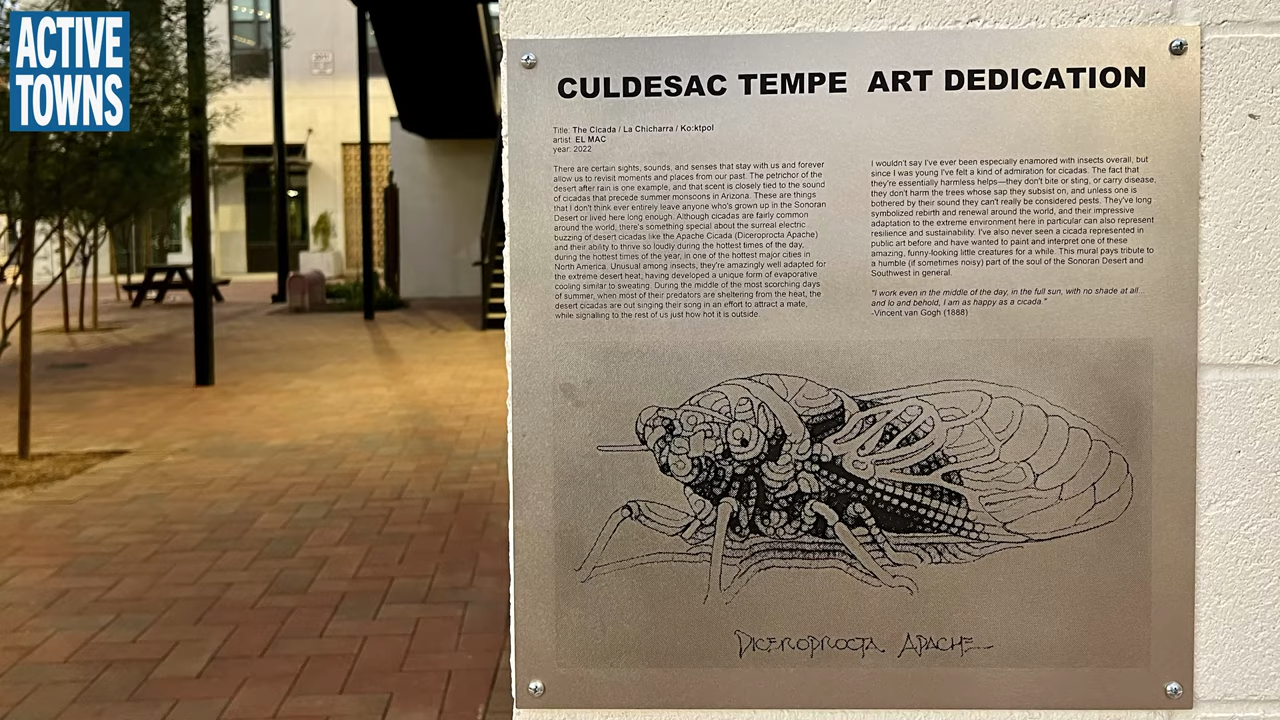 ACTIVE
TOWNS
CULDESAC TEMPE ART DEDICATION
Title: The Cicada / La Chicharra / Ko:ktpol
artist: EL MAC
year: 2022
There are certain sights, sounds, and senses that stay with us and forever
allow us to revisit moments and places from our past. The petrichor of the
desert after rain is one example, and that scent is closely tied to the sound
of cicadas that precede summer monsoons in Arizona. These are things
that I don't think ever entirely leave anyone who's grown up in the Sonoran
Desert or lived here long enough. Although cicadas are fairly common
around the world, there's something special about the surreal electric
buzzing of desert cicadas like the Apache Cicada (Diceroprocta Apache)
and their ability to thrive so loudly during the hottest times of the day,
during the hottest times of the year, in one of the hottest major cities in
North America. Unusual among insects, they're amazingly well adapted for
the extreme desert heat, having developed a unique form of evaporative
cooling similar to sweating. During the middle of the most scorching days
of summer, when most of their predators are sheltering from the heat, the
desert cicadas are out singing their song in an effort to attract a mate,
while signalling to the rest of us just how hot it is outside.
I wouldn't say I've ever been especially enamored with insects overall, but
since I was young I've felt a kind of admiration for cicadas. The fact that
they're essentially harmless helps—they don't bite or sting, or carry disease,
they don't harm the trees whose sap they subsist on, and unless one is
bothered by their sound they can't really be considered pests. They've long
symbolized rebirth and renewal around the world, and their impressive
adaptation to the extreme environment here in particular can also represent
resilience and sustainability. I've also never seen a cicada represented in
public art before and have wanted to paint and interpret one of these
amazing, funny-looking little creatures for a while. This mural pays tribute to
a humble (if sometimes noisy) part of the soul of the Sonoran Desert and
Southwest in general.
"I work even in the middle of the day, in the full sun, with no shade at all...
and lo and behold, I am as happy as a cicada."
-Vincent van Gogh (1888)
DICEROPROCTA APACHE